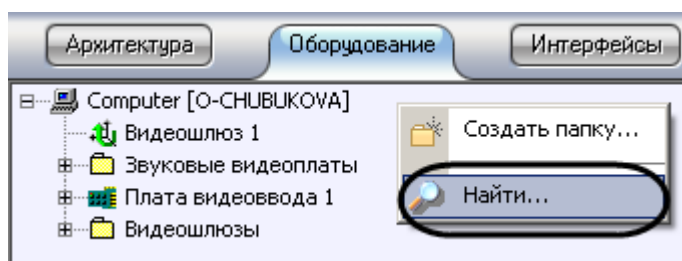 Архитектура Оборудование Интерфейсы
Computer [O-CHUBUKOVA]
Видеошлюз 1
Звуковые видеоплаты
Плата видеоввода 1
Видеошлюзы
Создать папку...
Найти...